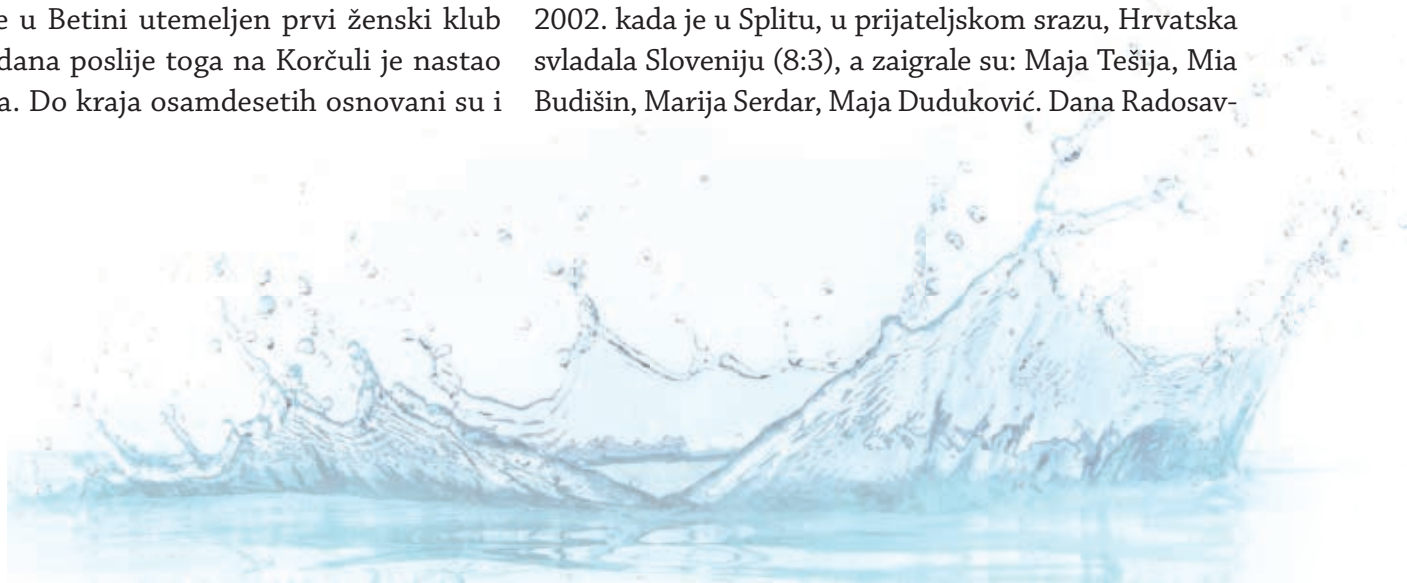 e u Betini utemeljen prvi ženski klub
dana poslije toga na Korčuli je nastao
a. Do kraja osamdesetih osnovani su i
2002. kada je u Splitu, u prijateljskom srazu, Hrvatska
svladala Sloveniju (8:3), a zaigrale su: Maja Tešija, Mia
Budišin, Marija Serdar, Maja Duduković. Dana Radosav-